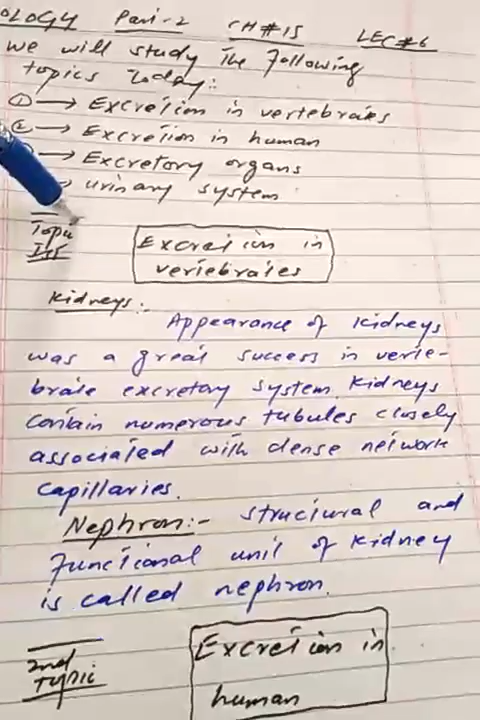 OLOGY Part-2 CH#15 LEC#6
we will study The following
topics Today:
① → Excretion in vertebrates
② → Excretion in human
→ Excretory organs
→ urinary system
Topic
1st
Excretion in
vertebrates
Kidneys:-
Appearance of kidneys
was a great success in verte-
brate excretory system. Kidneys
contain numerous tubules closely
associated with dense network
capillaries.
Nephron:- structural and
functional unit of kidney
is called nephron.
2nd
Topic
Excretion in
human